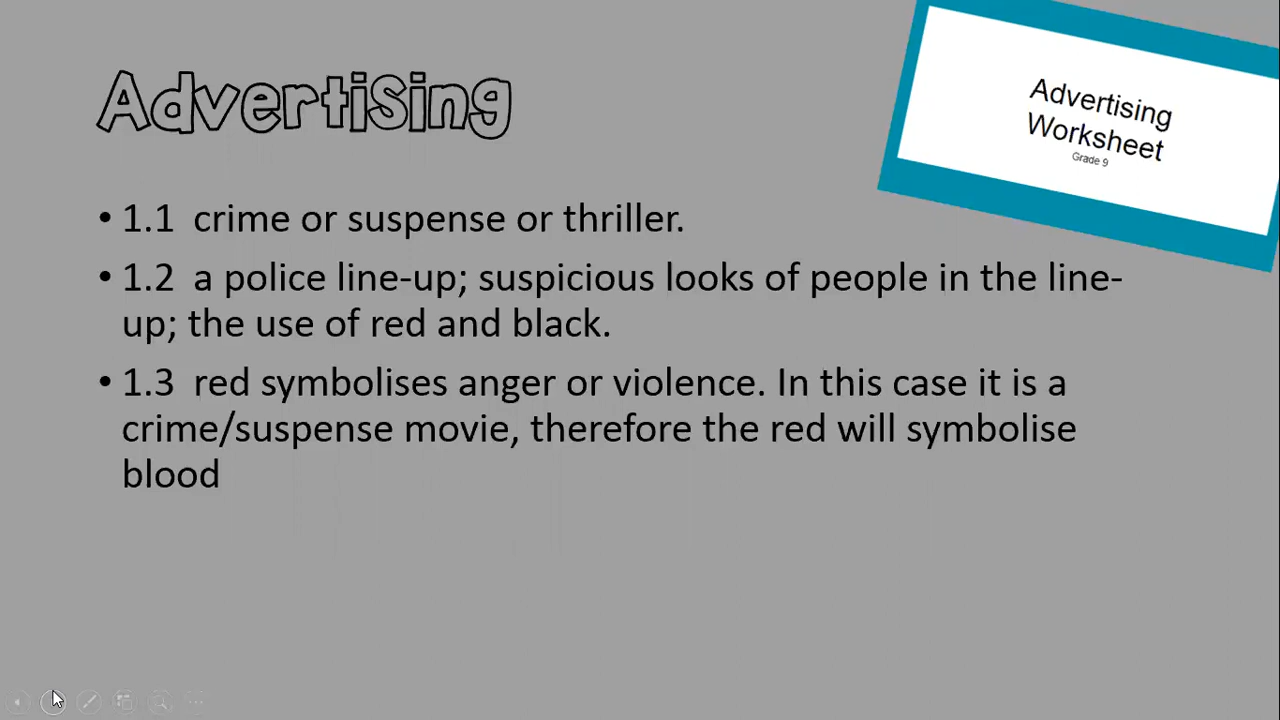 Advertising
Advertising
Worksheet
Grade 9
• 1.1 crime or suspense or thriller.
• 1.2 a police line-up; suspicious looks of people in the line-
up; the use of red and black.
• 1.3 red symbolises anger or violence. In this case it is a
crime/suspense movie, therefore the red will symbolise
blood